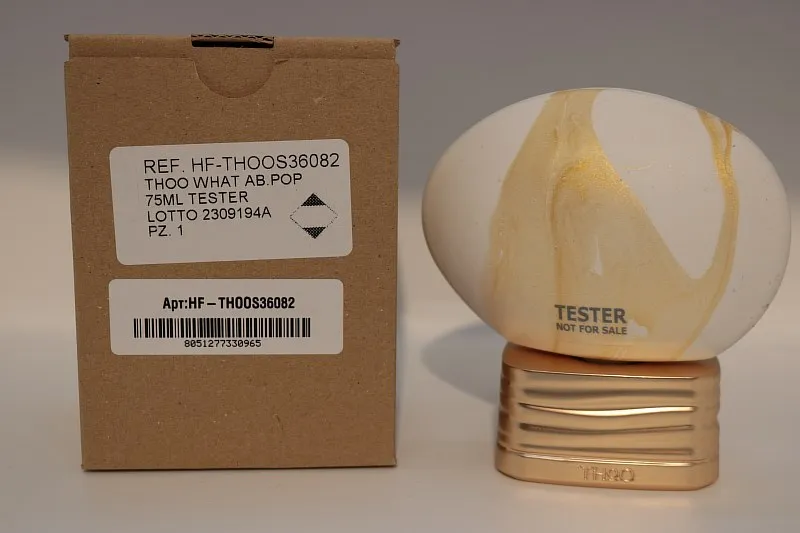 REF. HF-THOOS36082
THOO WHAT AB.POP
75ML TESTER
LOTTO 2309194A
PZ. 1
Арт:HF – THOOS36082
8051277330965
TESTER
NOT FOR SALE
THOO